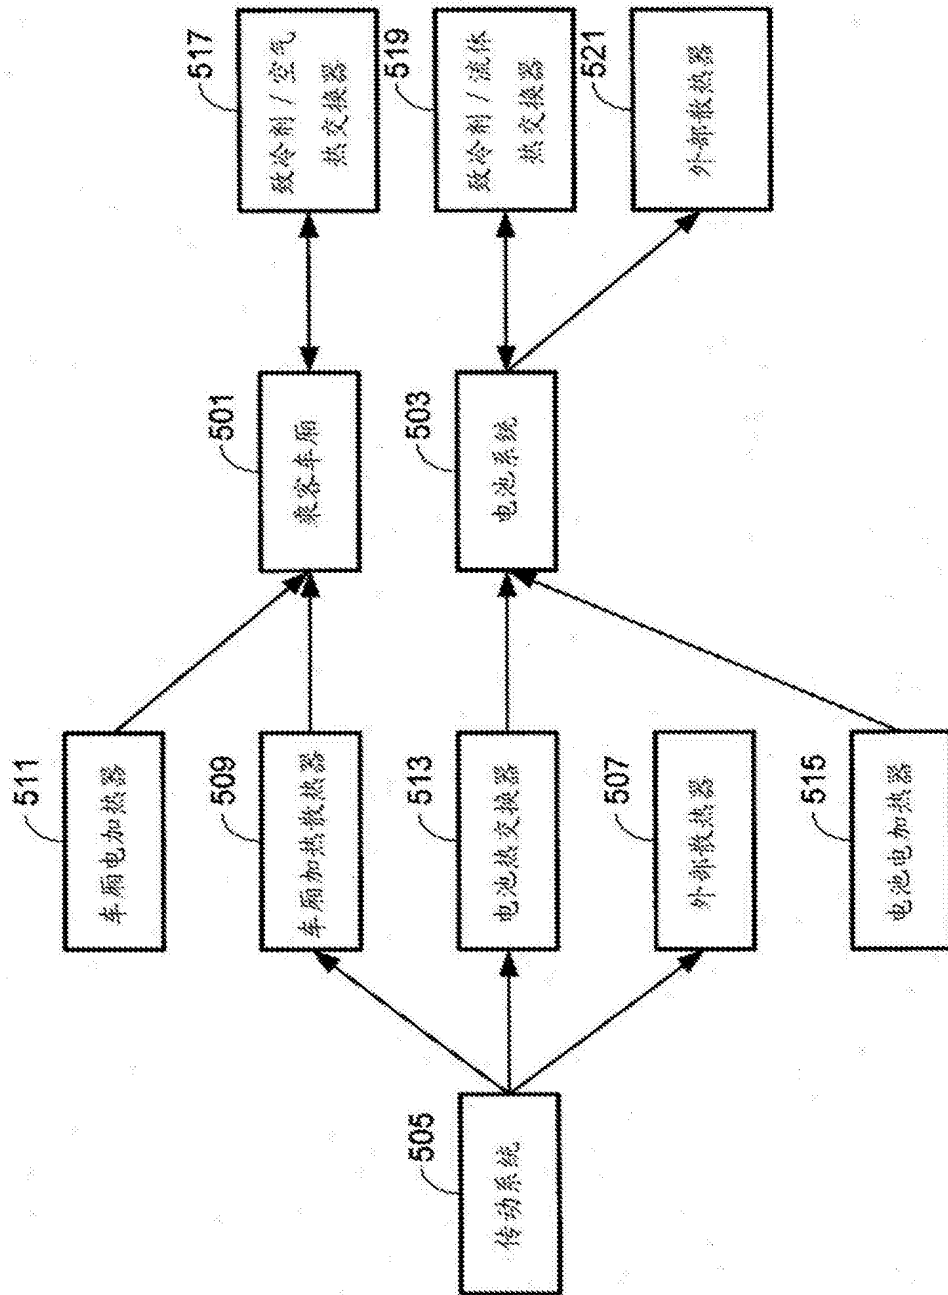 511
车厢电加热器
509
车厢加热散热器
501
乘客车厢
517
致冷剂/空气
热交换器
505
传动系统
513
电池热交换器
503
电池系统
519
致冷剂/流体
热交换器
507
外部散热器
521
外部散热器
515
电池电加热器